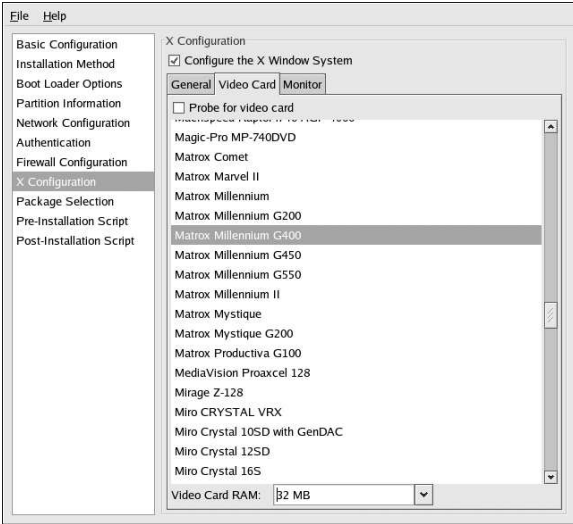 File Help
Basic Configuration
Installation Method
Boot Loader Options
Partition Information
Network Configuration
Authentication
Firewall Configuration
X Configuration
Package Selection
Pre-Installation Script
Post-Installation Script
X Configuration
Configure the X Window System
General Video Card Monitor
Probe for video card
Magic-Pro MP-740DVD
Matrox Comet
Matrox Marvel II
Matrox Millennium
Matrox Millennium G200
Matrox Millennium G400
Matrox Millennium G450
Matrox Millennium G550
Matrox Millennium II
Matrox Mystique
Matrox Mystique G200
Matrox Productiva G100
MediaVision Proaxcel 128
Mirage Z-128
Miro CRYSTAL VRX
Miro Crystal 10SD with GenDAC
Miro Crystal 12SD
Miro Crystal 16S
Video Card RAM: 32 MB